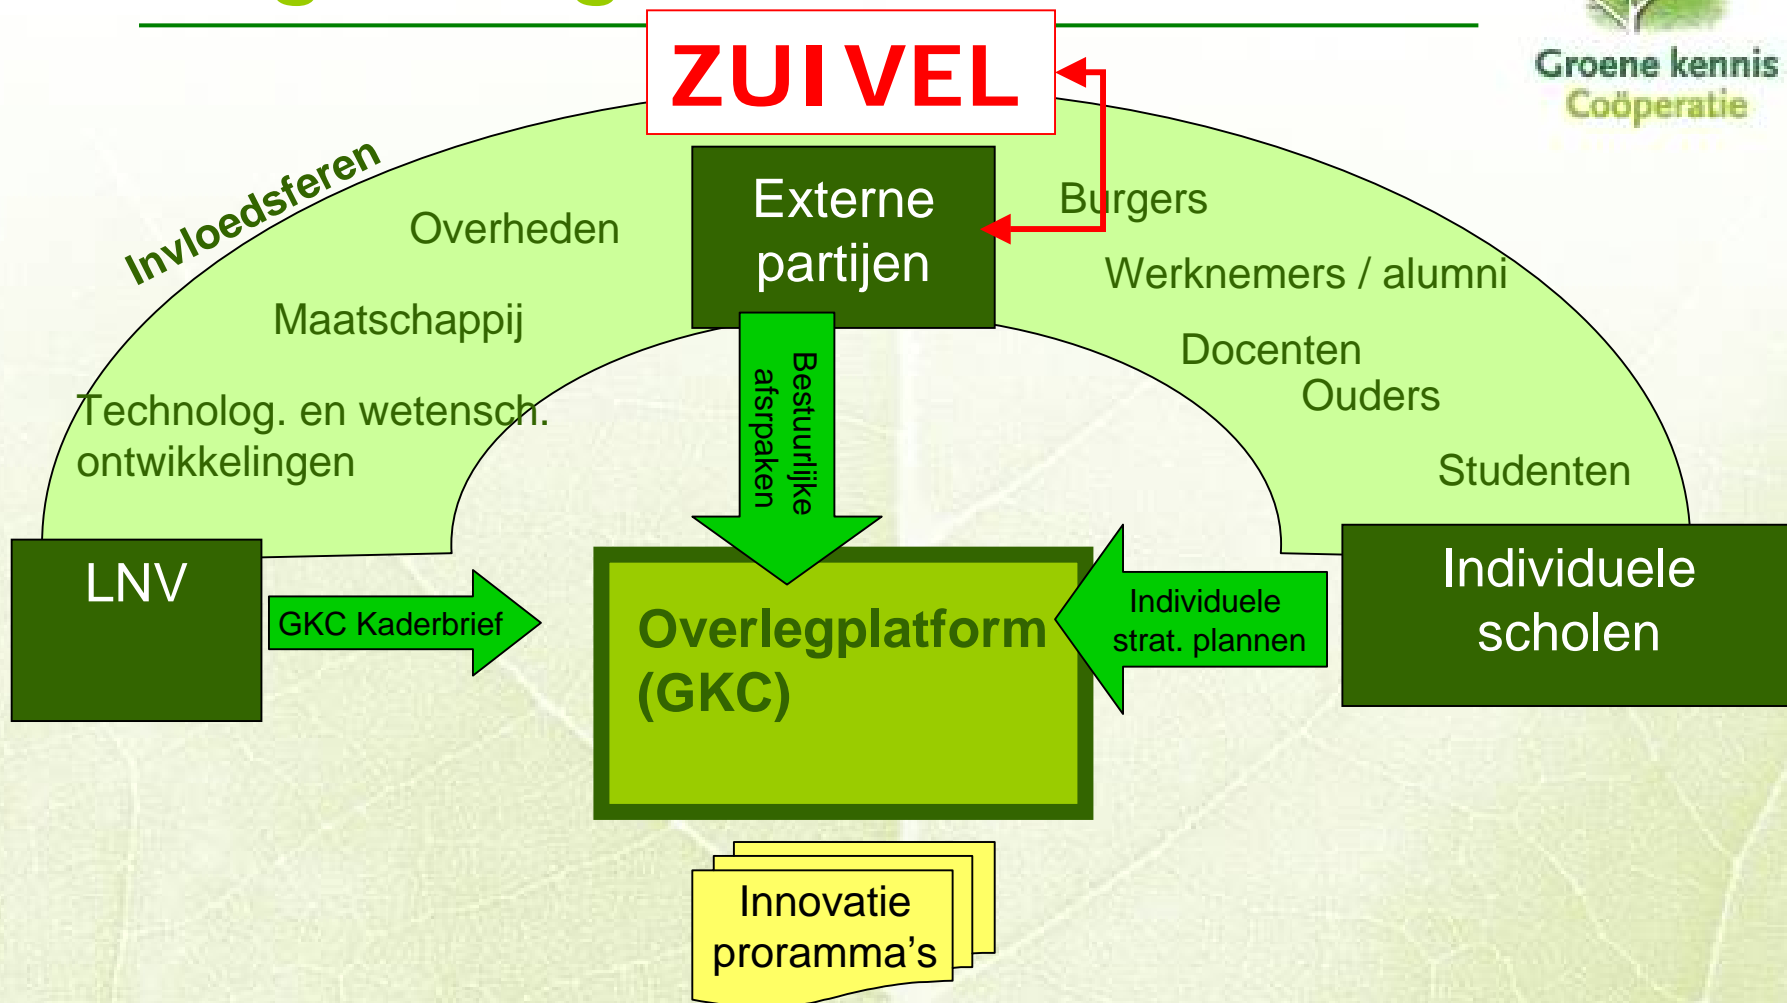 ZUIVEL
Groene kennis
Coöperatie
Invloedsferen
Overheden
Maatschappij
Technolog. en wetensch.
ontwikkelingen
Externe
partijen
Burgers
Werknemers / alumni
Docenten
Ouders
Studenten
Bestuurlijke
afsrpaken
LNV
GKC Kaderbrief
Overlegplatform
(GKC)
Individuele
strat. plannen
Individuele
scholen
Innovatie
proramma's